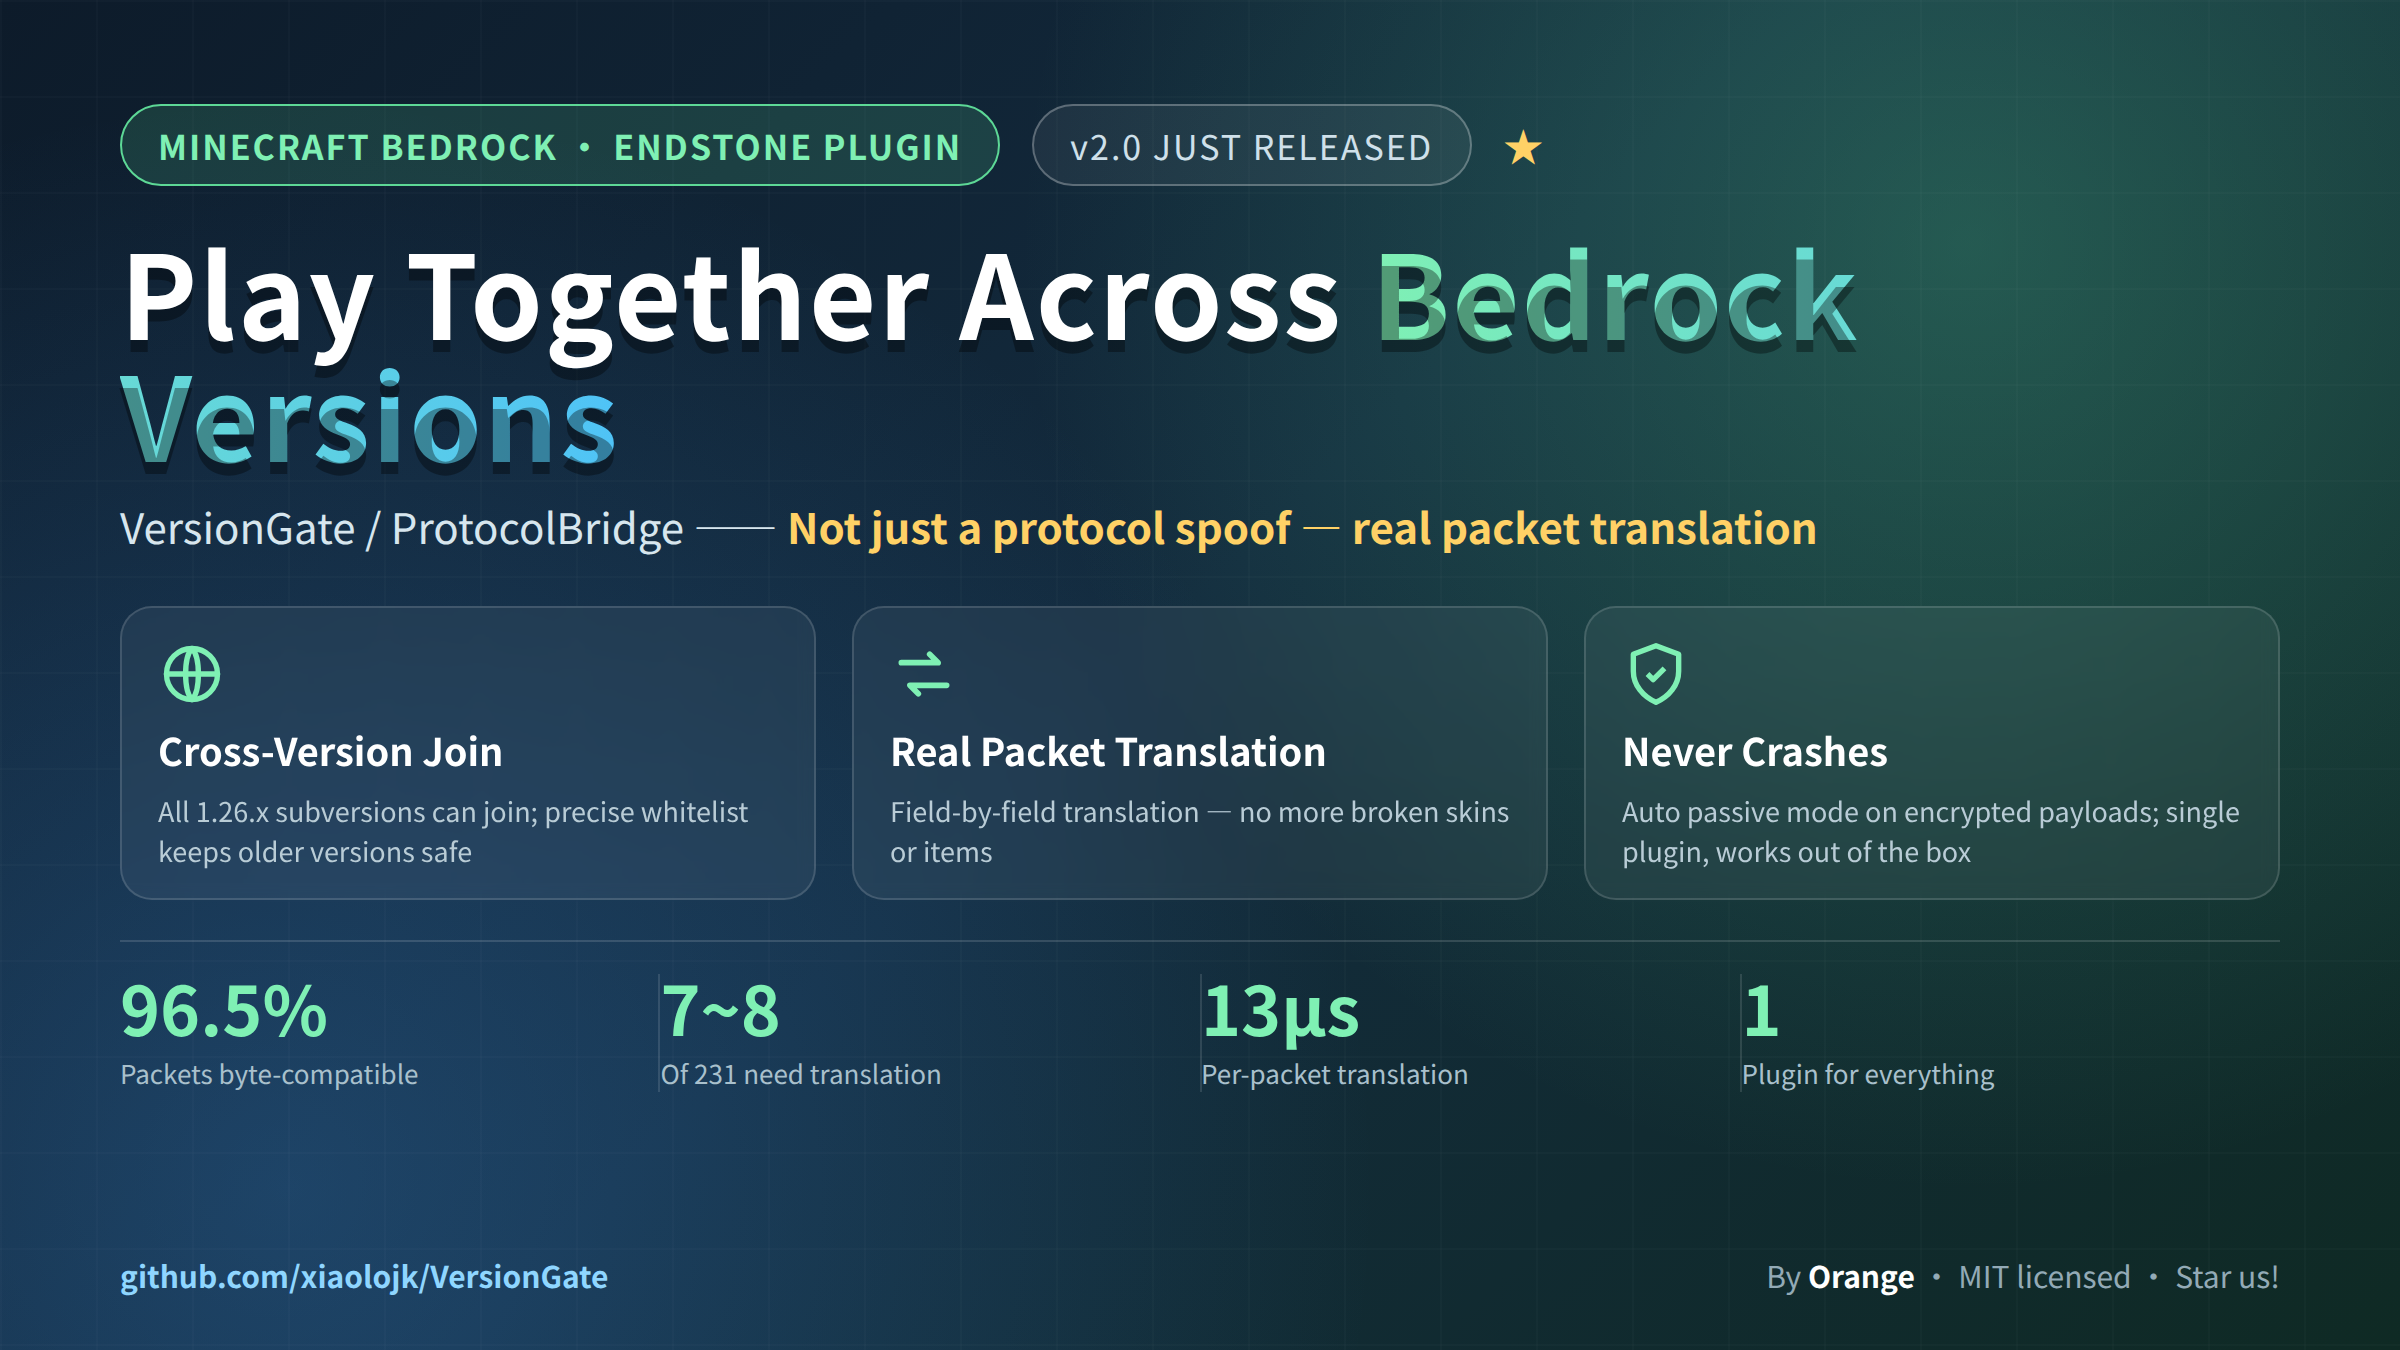 MINECRAFT BEDROCK • ENDSTONE PLUGIN
v2.0 JUST RELEASED ★
Play Together Across Bedrock
Versions
VersionGate / ProtocolBridge —— Not just a protocol spoof — real packet translation
Cross-Version Join
All 1.26.x subversions can join; precise whitelist
keeps older versions safe
Real Packet Translation
Field-by-field translation — no more broken skins
or items
Never Crashes
Auto passive mode on encrypted payloads; single
plugin, works out of the box
96.5%
Packets byte-compatible
7~8
Of 231 need translation
13µs
Per-packet translation
1
Plugin for everything
github.com/xiaolojk/VersionGate
By Orange • MIT licensed • Star us!